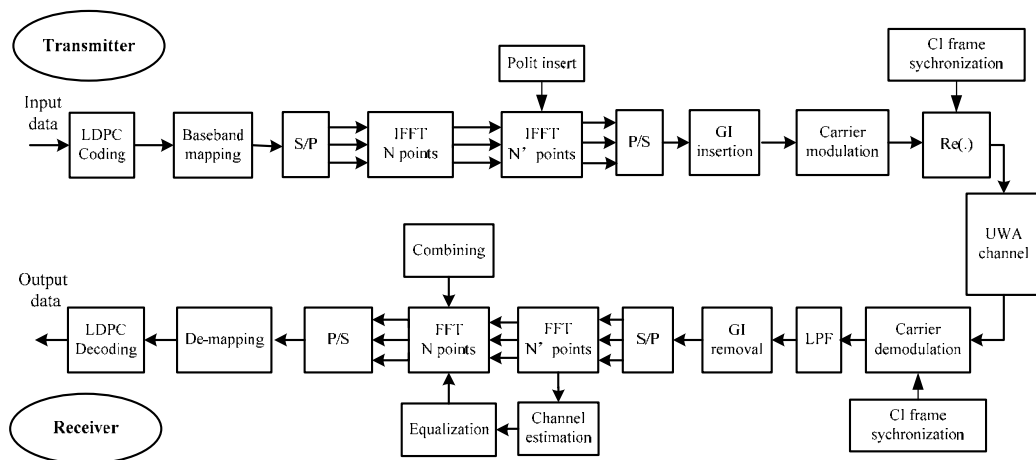 Transmitter
CI frame
sychronization
Polit insert
Input
data
LDPC
Coding
Baseband
mapping
S/P
IFFT
N points
IFFT
N' points
P/S
GI
insertion
Carrier
modulation
Re(.)
UWA
channel
Combining
Output
data
LDPC
Decoding
De-mapping
P/S
FFT
N points
FFT
N' points
S/P
GI
removal
LPF
Carrier
demodulation
Equalization
Channel
estimation
CI frame
sychronization
Receiver